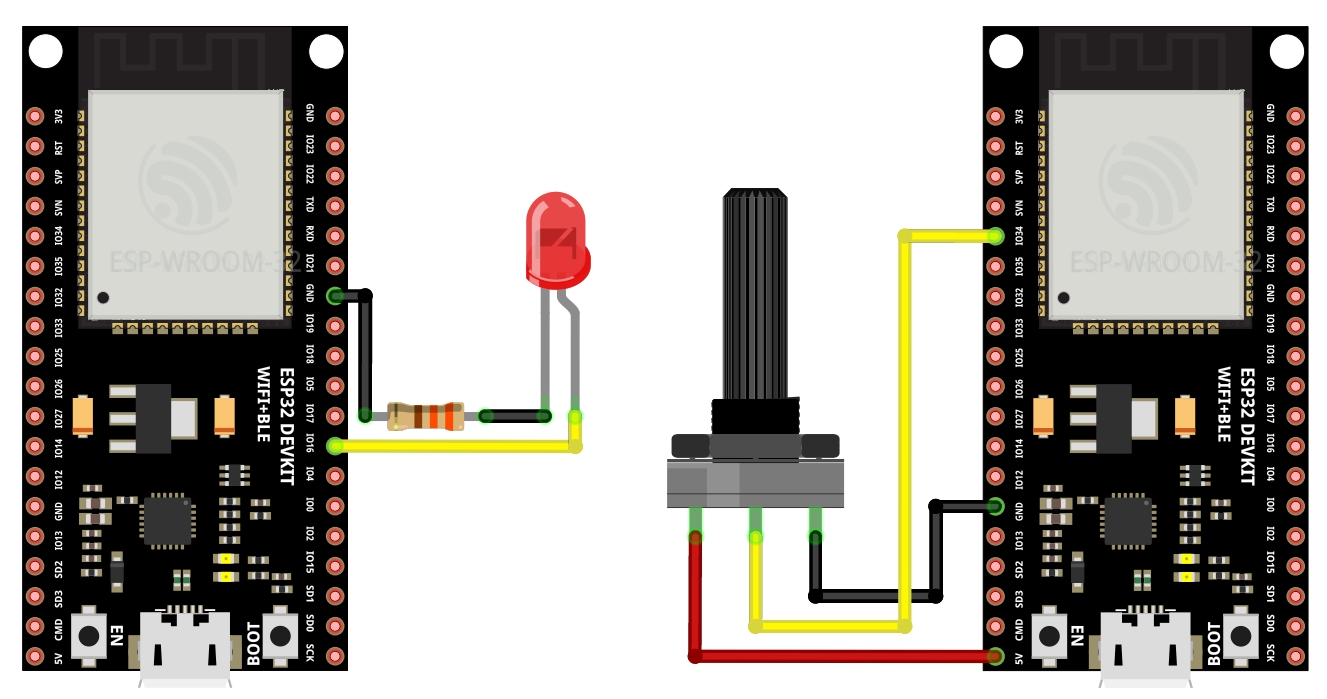 3V3
RST
SVP
SVN
IO34
IO35
IO32
IO33
IO25
IO26
IO27
IO14
IO12
GND
IO13
SD2
SD3
CMD
5V
GND
IO23
IO22
TXD
RXD
IO21
GND
IO19
IO18
IO5
IO17
IO16
IO4
IO0
IO2
IO15
SD1
SD0
SCK
ESP-WROOM-32
ESP32 DEVKIT
WIFI+BLE
EN
BOOT
3V3
RST
SVP
SVN
IO34
IO35
IO32
IO33
IO25
IO26
IO27
IO14
IO12
GND
IO13
SD2
SD3
CMD
5V
GND
IO23
IO22
TXD
RXD
IO21
GND
IO19
IO18
IO5
IO17
IO16
IO4
IO0
IO2
IO15
SD1
SD0
SCK
ESP-WROOM-32
ESP32 DEVKIT
WIFI+BLE
EN
BOOT